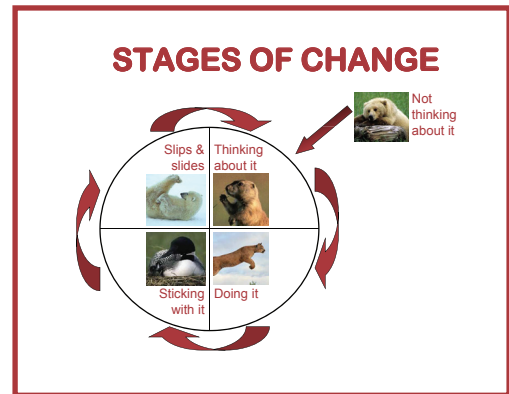 STAGES OF CHANGE
Not
thinking
about it
Slips &
slides
Thinking
about it
Sticking
with it
Doing it